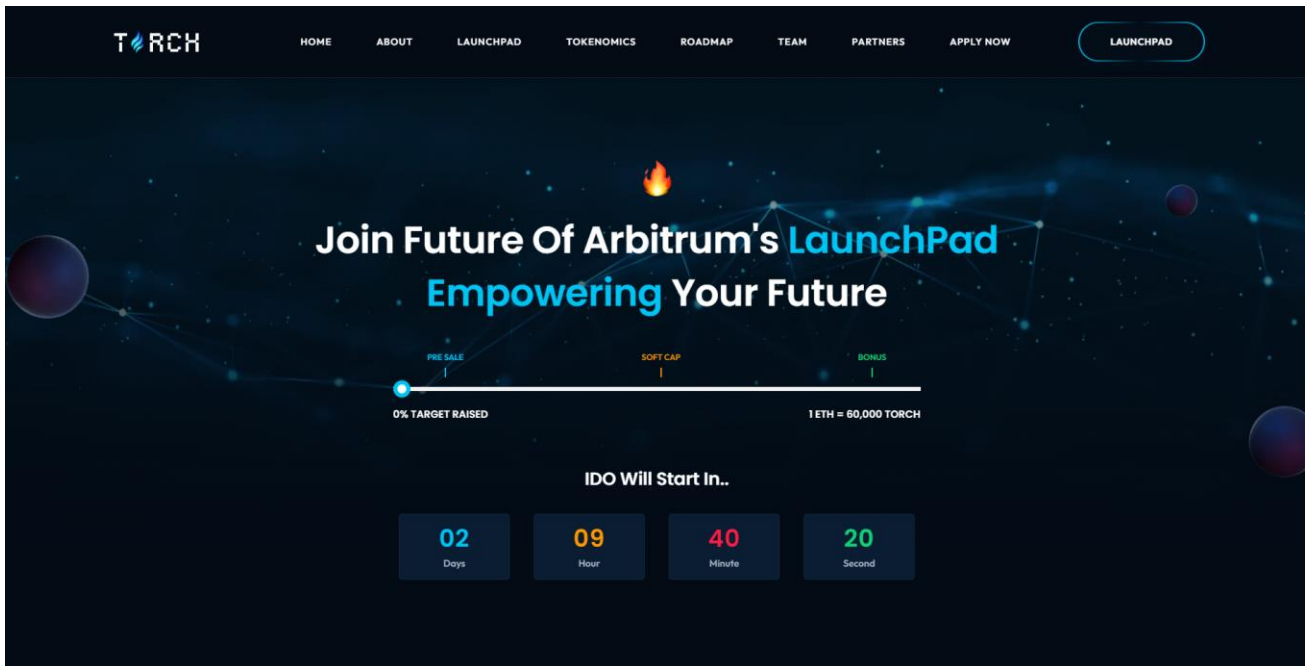 TORCH
HOME ABOUT LAUNCHPAD TOKENOMICS ROADMAP TEAM PARTNERS APPLY NOW LAUNCHPAD
Join Future Of Arbitrum's LaunchPad
Empowering Your Future
PRE SALE SOFT CAP BONUS
0% TARGET RAISED 1 ETH = 60,000 TORCH
IDO Will Start In..
02 09 40 20
Days Hour Minute Second